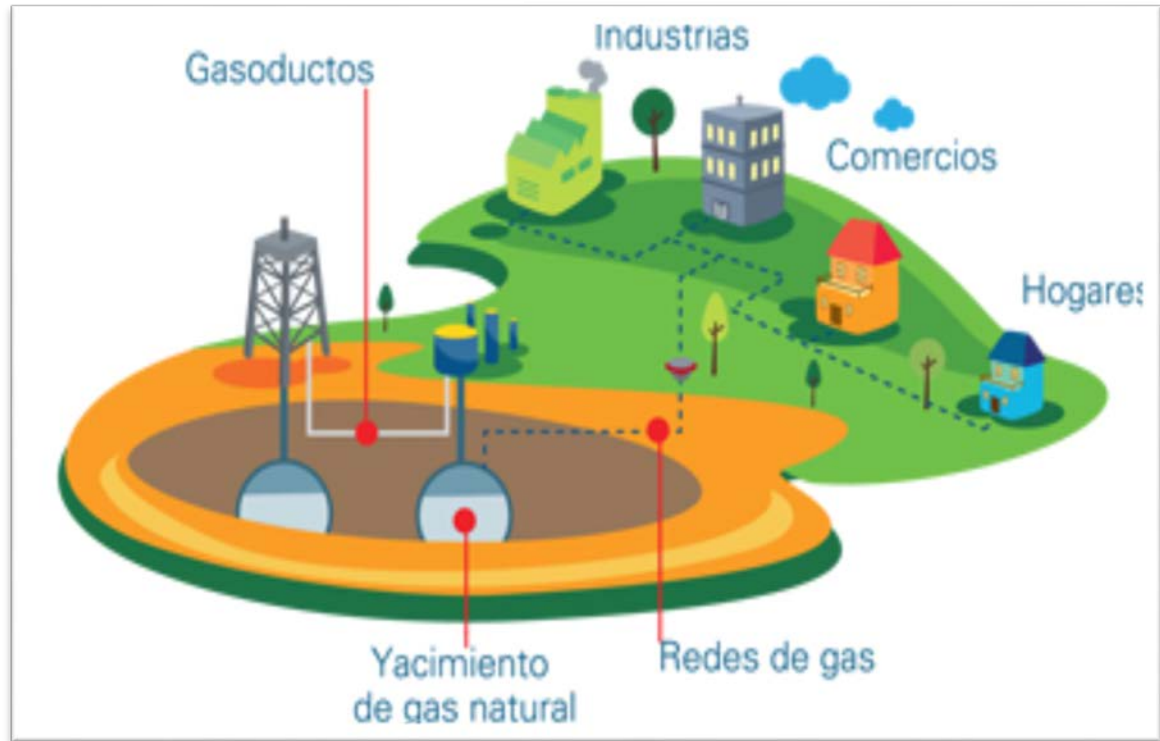 Industrias
Gasoductos
Comercios
Hogares
Yacimiento
de gas natural
Redes de gas